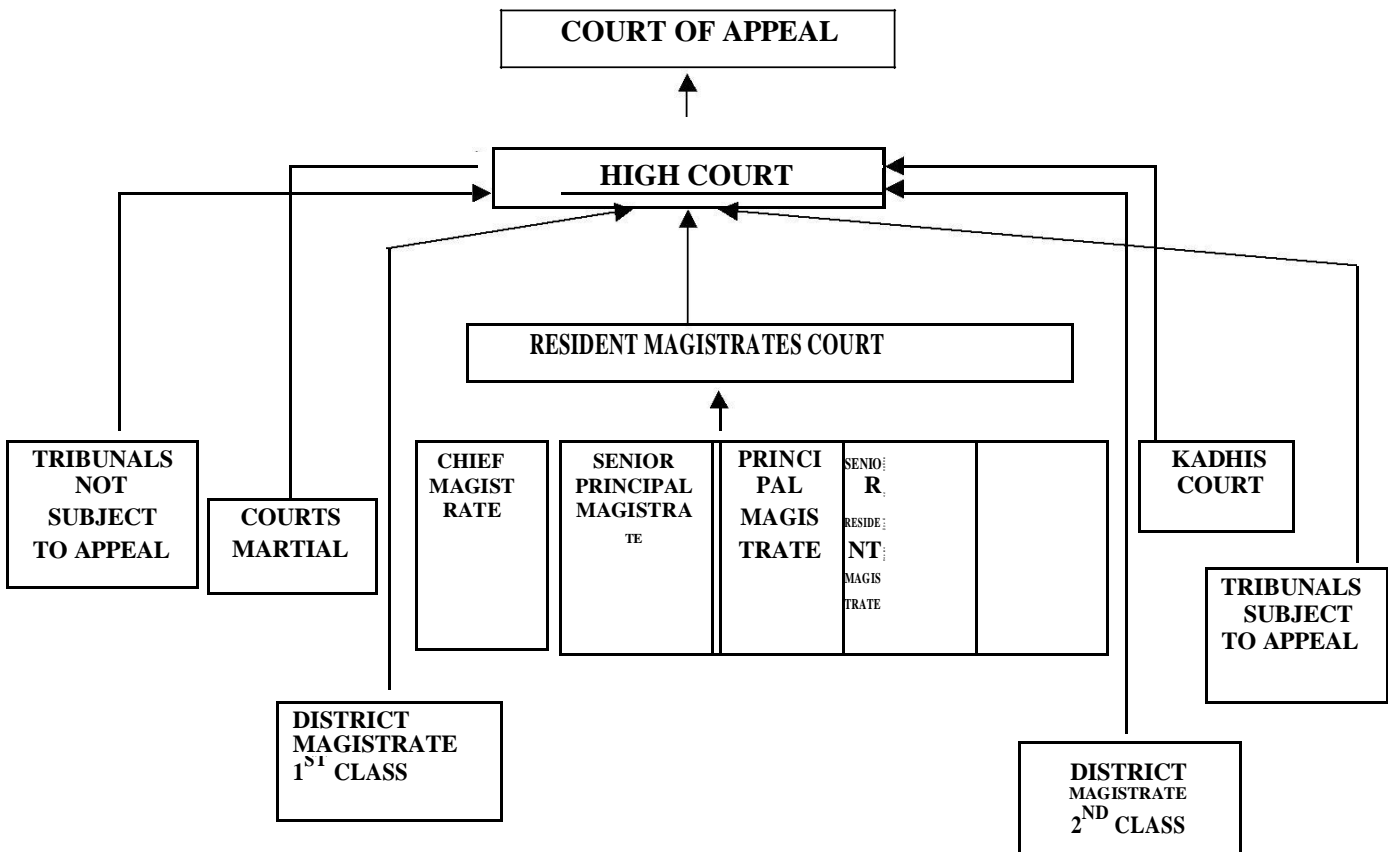 COURT OF APPEAL
HIGH COURT
RESIDENT MAGISTRATES COURT
TRIBUNALS
NOT
SUBJECT
TO APPEAL
COURTS
MARTIAL
CHIEF
MAGIST
RATE
SENIOR
PRINCIPAL
MAGISTRA
TE
PRINCI
PAL
MAGIS
TRATE
SENIO
R
RESIDE
NT
MAGIS
TRATE
KADHIS
COURT
TRIBUNALS
SUBJECT
TO APPEAL
DISTRICT
MAGISTRATE
1ST CLASS
DISTRICT
MAGISTRATE
2ND CLASS